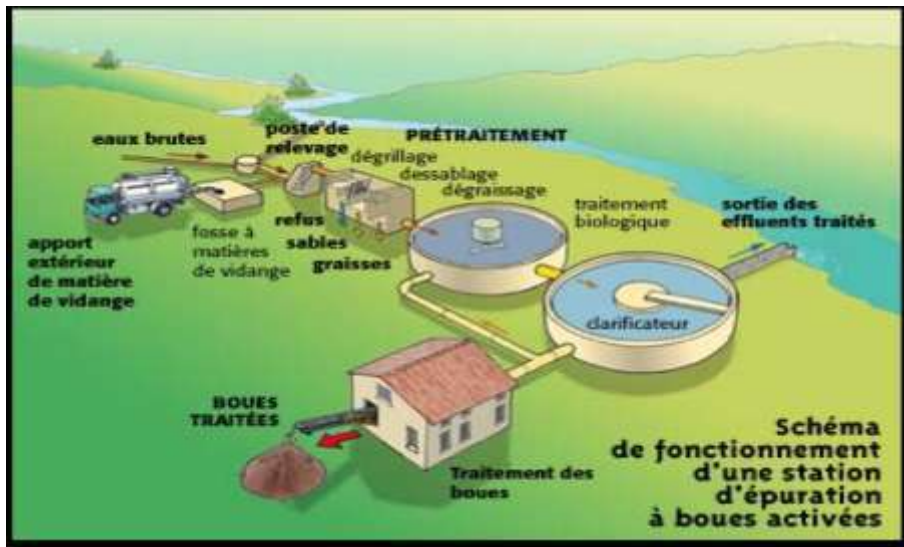 eaux brutes
poste de
relevage
PRÉTRAITEMENT
dégrillage
dessablage
dégraissage
apport
extérieur
de matière
de vidange
fosse à
matières
de vidange
refus
sables
graisses
traitement
biologique
sortie des
effluents traités
clarificateur
BOUES
TRAITÉES
Traitement des
boues
Schéma
de fonctionnement
d'une station
d'épuration
à boues activées